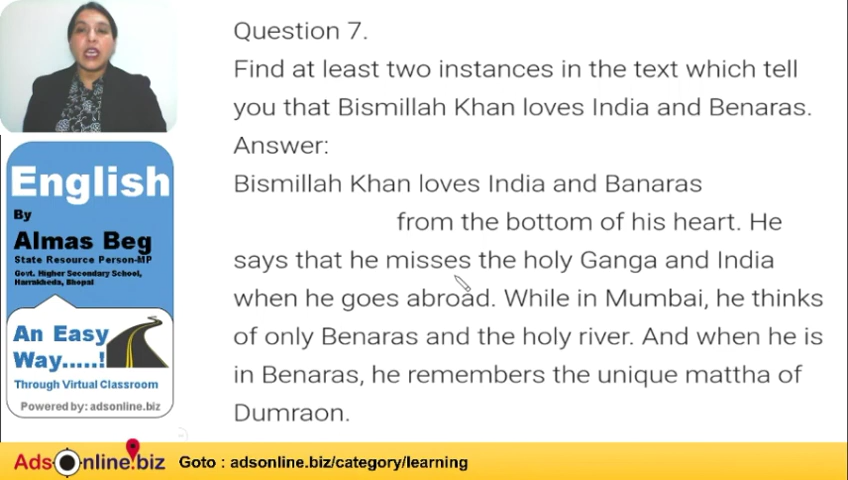 Question 7.
Find at least two instances in the text which tell
you that Bismillah Khan loves India and Benaras.
Answer:
Bismillah Khan loves India and Banaras
from the bottom of his heart. He
says that he misses the holy Ganga and India
when he goes abroad. While in Mumbai, he thinks
of only Benaras and the holy river. And when he is
in Benaras, he remembers the unique mattha of
Dumraon.
English
By
Almas Beg
State Resource Person-MP
Govt. Higher Secondary School,
Harrakheda, Bhopal
An Easy
Way.....!
Through Virtual Classroom
Powered by: adsonline.biz
AdsOnline.biz
Goto : adsonline.biz/category/learning